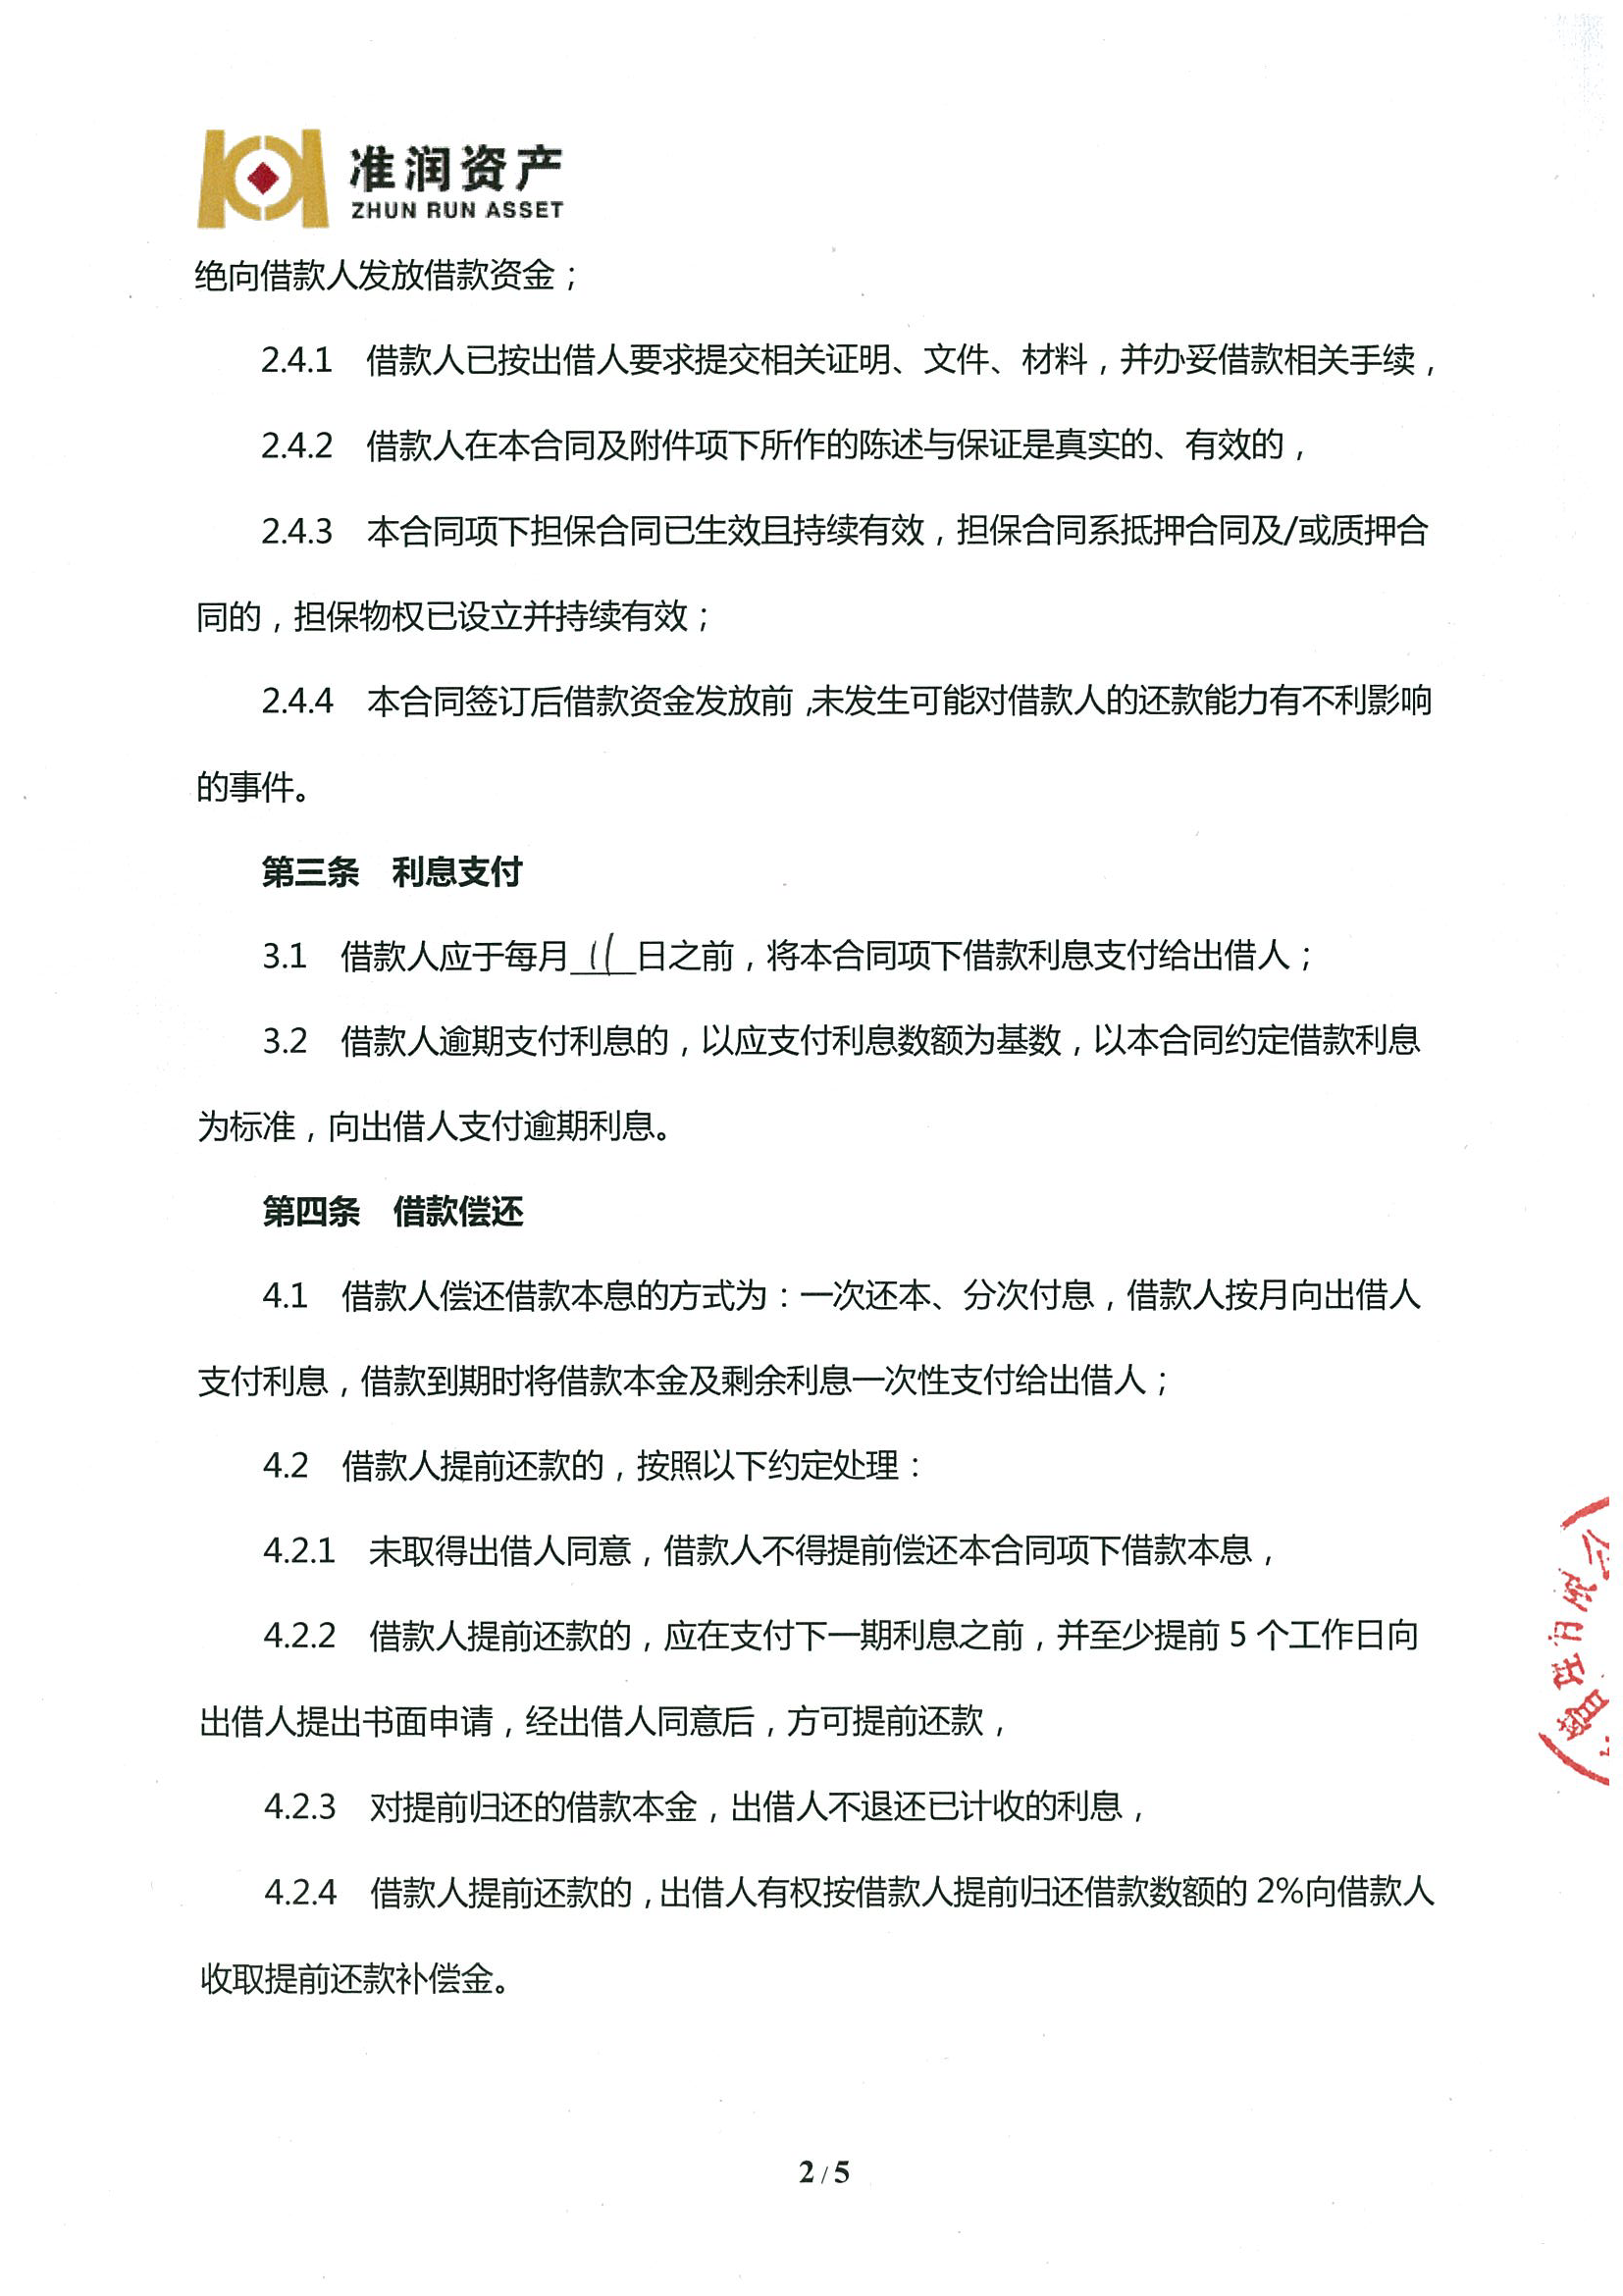 准润资产
ZHUN RUN ASSET
绝向借款人发放借款资金；
2.4.1 借款人已按出借人要求提交相关证明、文件、材料，并办妥借款相关手续，
2.4.2 借款人在本合同及附件项下所作的陈述与保证是真实的、有效的，
2.4.3 本合同项下担保合同已生效且持续有效，担保合同系抵押合同及/或质押合
同的，担保物权已设立并持续有效；
2.4.4 本合同签订后借款资金发放前，未发生可能对借款人的还款能力有不利影响
的事件。
第三条 利息支付
3.1 借款人应于每月11日之前，将本合同项下借款利息支付给出借人；
3.2 借款人逾期支付利息的，以应支付利息数额为基数，以本合同约定借款利息
为标准，向出借人支付逾期利息。
第四条 借款偿还
4.1 借款人偿还借款本息的方式为：一次还本、分次付息，借款人按月向出借人
支付利息，借款到期时将借款本金及剩余利息一次性支付给出借人；
4.2 借款人提前还款的，按照以下约定处理：
4.2.1 未取得出借人同意，借款人不得提前偿还本合同项下借款本息，
4.2.2 借款人提前还款的，应在支付下一期利息之前，并至少提前 5 个工作日向
出借人提出书面申请，经出借人同意后，方可提前还款，
4.2.3 对提前归还的借款本金，出借人不退还已计收的利息，
4.2.4 借款人提前还款的，出借人有权按借款人提前归还借款数额的 2%向借款人
收取提前还款补偿金。
2 / 5